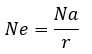 Ne = Na / r